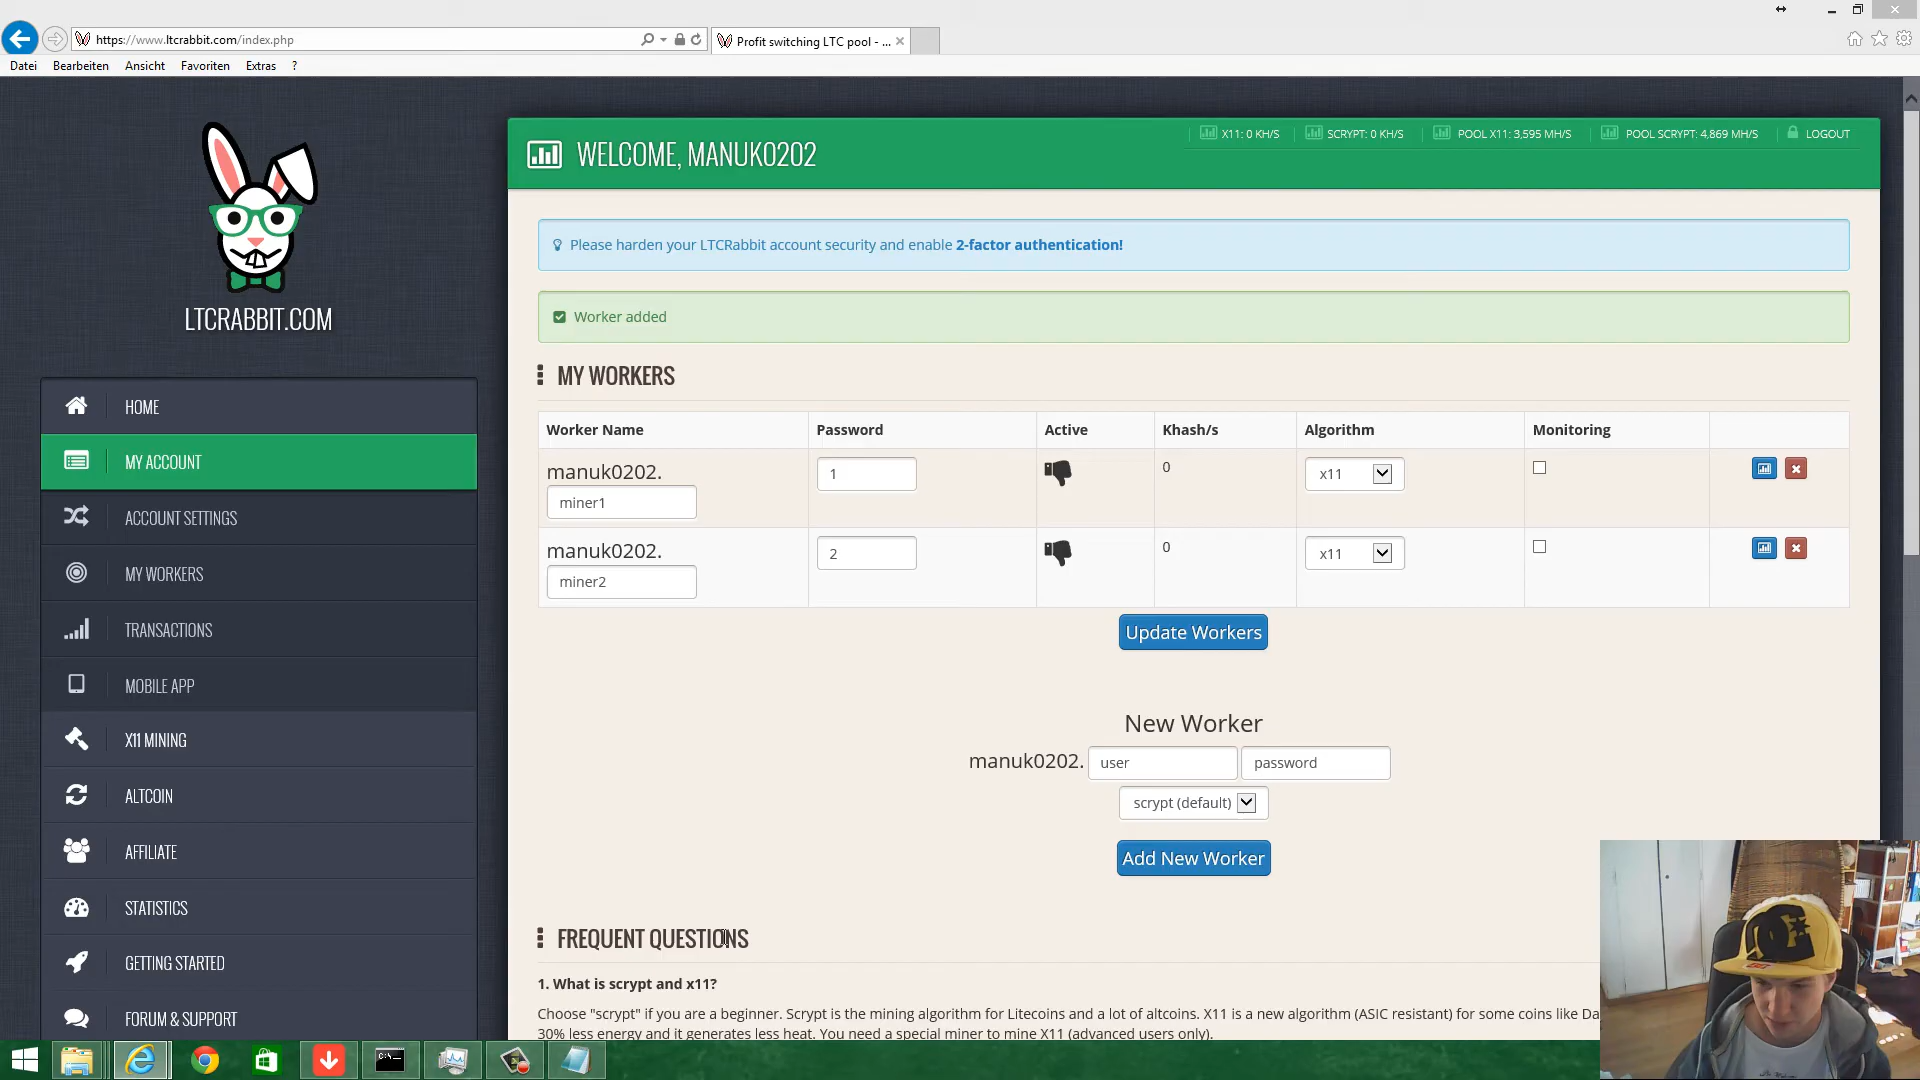 https://www.ltcrabbit.com/index.php
Profit switching LTC pool - ...
Datei Bearbeiten Ansicht Favoriten Extras ?
X11: 0 KH/S SCRYPT: 0 KH/S POOL X11: 3,595 MH/S POOL SCRYPT: 4,869 MH/S LOGOUT
WELCOME, MANUK0202
Please harden your LTCRabbit account security and enable 2-factor authentication!
Worker added
LTCRABBIT.COM
HOME
MY ACCOUNT
ACCOUNT SETTINGS
MY WORKERS
TRANSACTIONS
MOBILE APP
X11 MINING
ALTCOIN
AFFILIATE
STATISTICS
GETTING STARTED
FORUM & SUPPORT
MY WORKERS
Worker Name Password Active Khash/s Algorithm Monitoring
manuk0202. 1 0 x11
miner1
manuk0202. 2 0 x11
miner2
Update Workers
New Worker
manuk0202. user password
scrypt (default)
Add New Worker
FREQUENT QUESTIONS
1. What is scrypt and x11?
Choose "scrypt" if you are a beginner. Scrypt is the mining algorithm for Litecoins and a lot of altcoins. X11 is a new algorithm (ASIC resistant) for some coins like Da
30% less energy and it generates less heat. You need a special miner to mine X11 (advanced users only).
C:\_